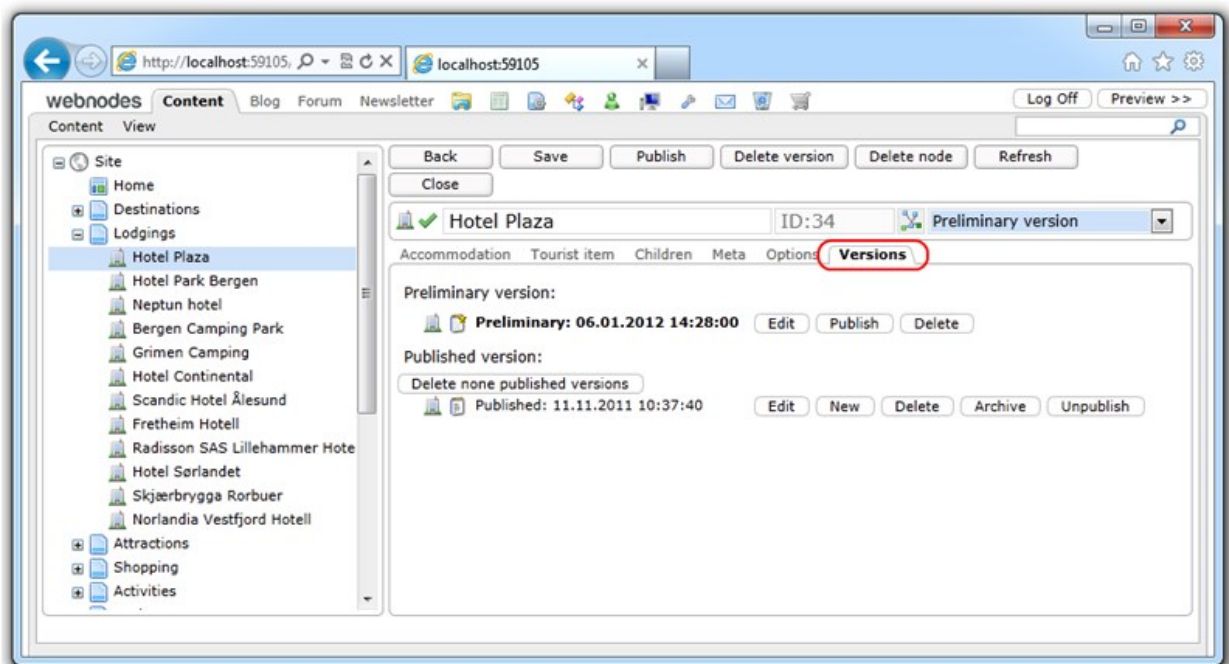 http://localhost:59105, localhost:59105
webnodes Content Blog Forum Newsletter Log Off Preview >>
Content View
Site
Home
Destinations
Lodgings
Hotel Plaza
Hotel Park Bergen
Neptun hotel
Bergen Camping Park
Grimen Camping
Hotel Continental
Scandic Hotel Ålesund
Fretheim Hotell
Radisson SAS Lillehammer Hote
Hotel Sørlandet
Skjærbrygga Rorbuer
Norlandia Vestfjord Hotell
Attractions
Shopping
Activities
Back Save Publish Delete version Delete node Refresh
Close
Hotel Plaza ID:34 Preliminary version
Accommodation Tourist item Children Meta Options Versions
Preliminary version:
Preliminary: 06.01.2012 14:28:00 Edit Publish Delete
Published version:
Delete none published versions
Published: 11.11.2011 10:37:40 Edit New Delete Archive Unpublish